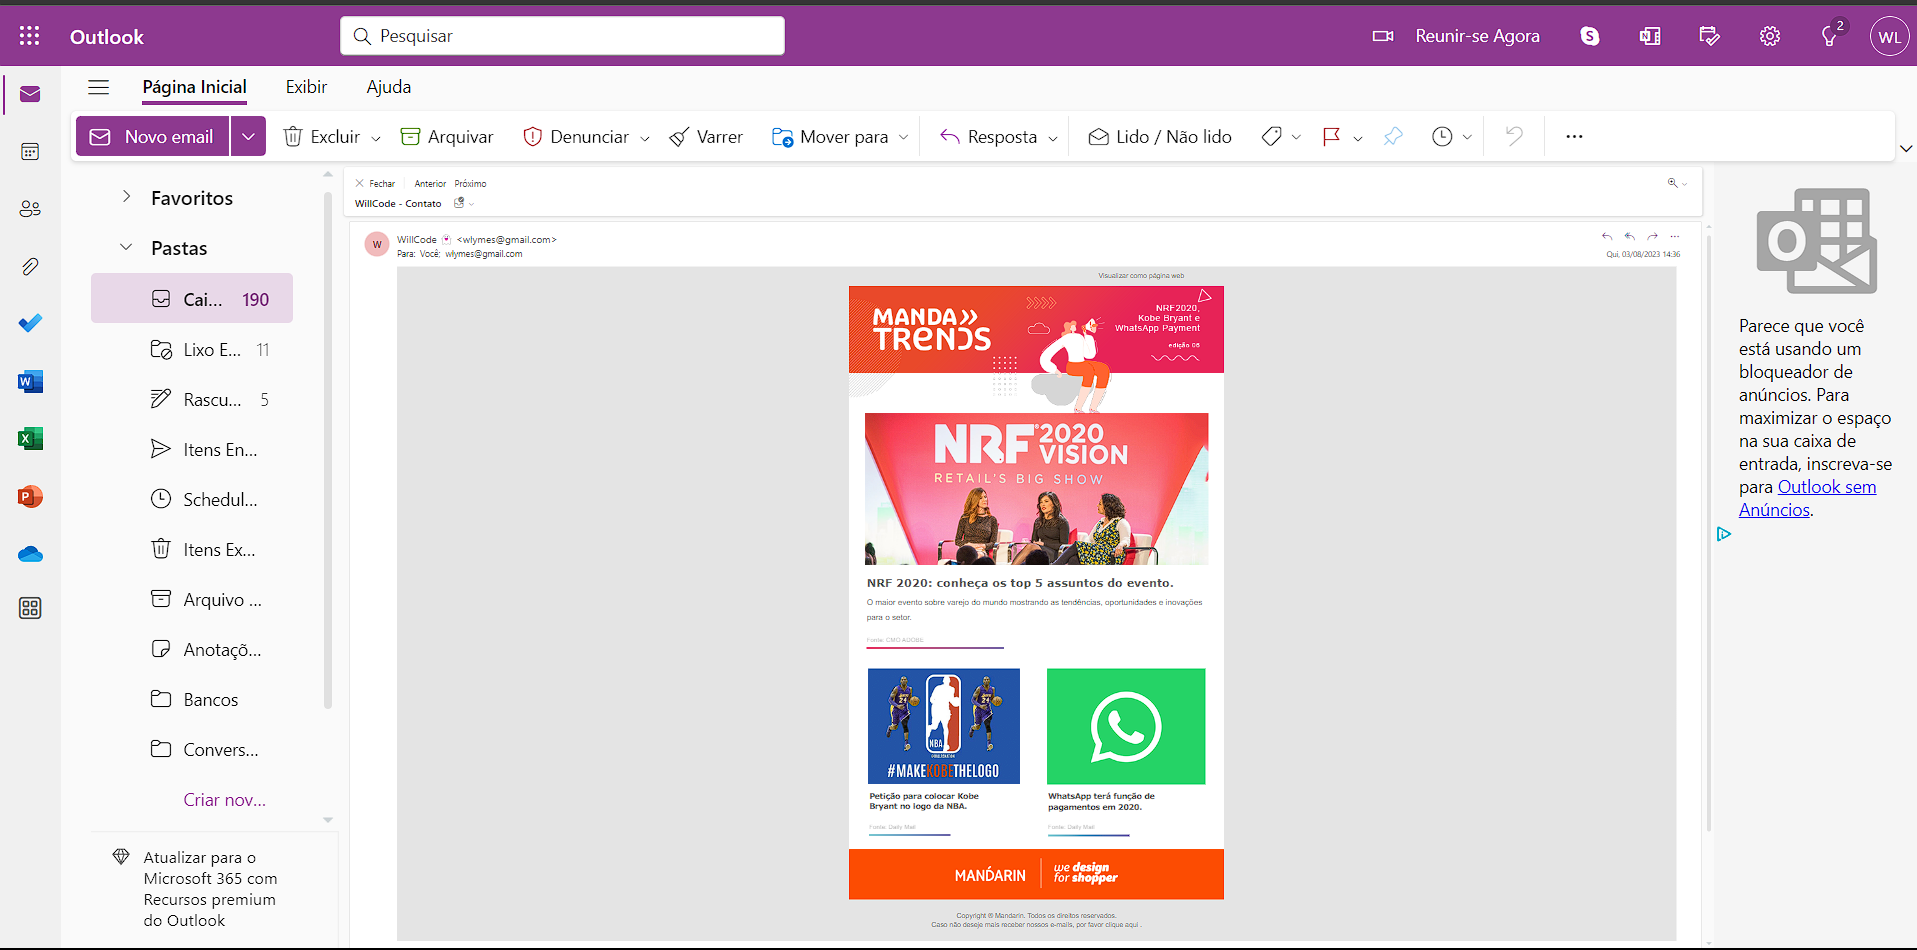 Outlook
Pesquisar
Reunir-se Agora
2
WL
Página Inicial
Exibir
Ajuda
Novo email
Excluir
Arquivar
Denunciar
Varrer
Mover para
Resposta
Lido / Não lido
Favoritos
Pastas
Cai... 190
Lixo E... 11
Rascu... 5
Itens En...
Schedul...
Itens Ex...
Arquivo ...
Anotaçõ...
Bancos
Convers...
Criar nov...
Atualizar para o
Microsoft 365 com
Recursos premium
do Outlook
Fechar
Anterior
Próximo
WillCode - Contato
W
WillCode <wlymes@gmail.com>
Para: Você; wlymes@gmail.com
Qui, 03/08/2023 14:36
Visualizar como página web
MANDA
TRENDS
NRF2020,
Kobe Bryant e
WhatsApp Payment
edição 06
NRF 2020
VISION
RETAIL'S BIG SHOW
NRF 2020: conheça os top 5 assuntos do evento.
O maior evento sobre varejo do mundo mostrando as tendências, oportunidades e inovações
para o setor.
Fonte: CMO ADOBE
24
24
NBA
#MAKEKOBETHELOGO
Petição para colocar Kobe
Bryant no logo da NBA.
Fonte: Daily Mail
WhatsApp terá função de
pagamentos em 2020.
Fonte: Daily Mail
MANDARIN
we design
for shopper
Copyright ® Mandarin. Todos os direitos reservados.
Caso não deseje mais receber nossos e-mails, por favor clique aqui .
Parece que você
está usando um
bloqueador de
anúncios. Para
maximizar o espaço
na sua caixa de
entrada, inscreva-se
para Outlook sem
Anúncios.